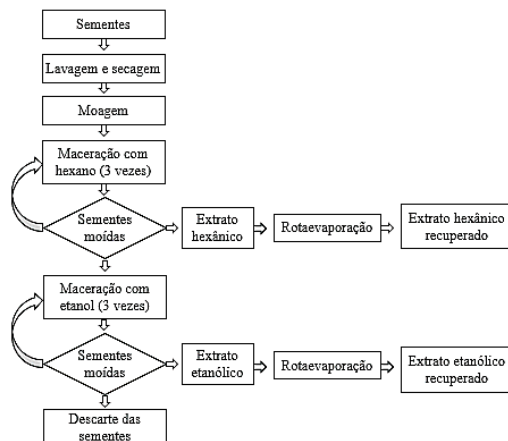 Sementes
Lavagem e secagem
Moagem
Maceração com
hexano (3 vezes)
Sementes
moídas
Extrato
hexânico
Rotaevaporação
Extrato hexânico
recuperado
Maceração com
etanol (3 vezes)
Sementes
moídas
Extrato
etanólico
Rotaevaporação
Extrato etanólico
recuperado
Descarte das
sementes